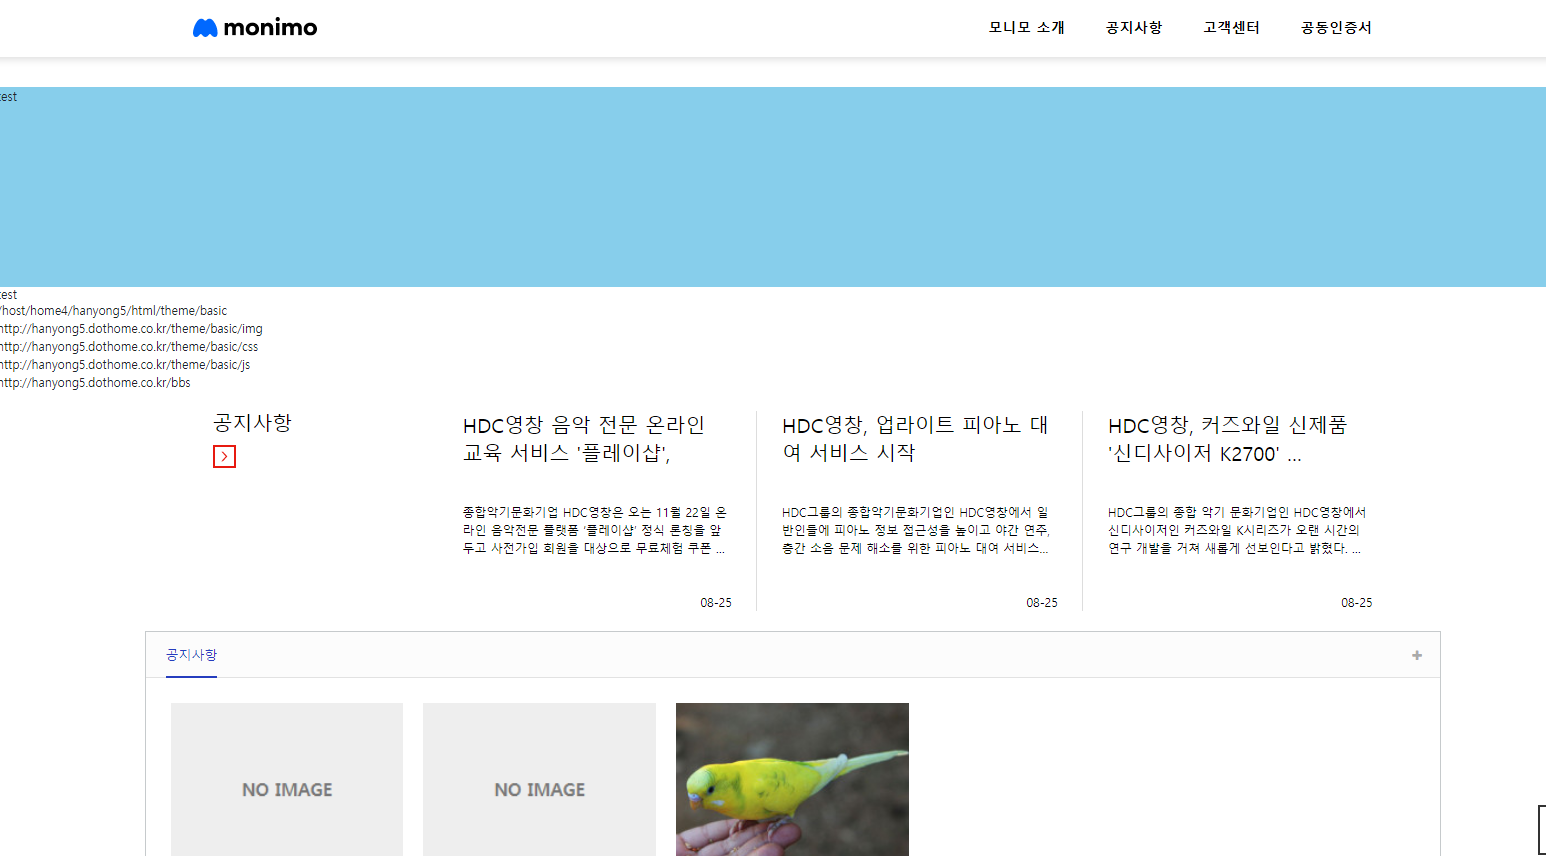 monimo
모니모 소개 공지사항 고객센터 공동인증서
test
test
/host/home4/hanyong5/html/theme/basic
http://hanyong5.dothome.co.kr/theme/basic/img
http://hanyong5.dothome.co.kr/theme/basic/css
http://hanyong5.dothome.co.kr/theme/basic/js
http://hanyong5.dothome.co.kr/bbs
공지사항
HDC영창 음악 전문 온라인
교육 서비스 '플레이샵',
종합악기문화기업 HDC영창은 오는 11월 22일 온
라인 음악전문 플랫폼 ‘플레이샵’ 정식 론칭을 앞
두고 사전가입 회원을 대상으로 무료체험 쿠폰 ...
08-25
HDC영창, 업라이트 피아노 대
여 서비스 시작
HDC그룹의 종합악기문화기업인 HDC영창에서 일
반인들에 피아노 정보 접근성을 높이고 야간 연주,
층간 소음 문제 해소를 위한 피아노 대여 서비스...
08-25
HDC영창, 커즈와일 신제품
'신디사이저 K2700' ...
HDC그룹의 종합 악기 문화기업인 HDC영창에서
신디사이저인 커즈와일 K시리즈가 오랜 시간의
연구 개발을 거쳐 새롭게 선보인다고 밝혔다. ...
08-25
공지사항
NO IMAGE
NO IMAGE